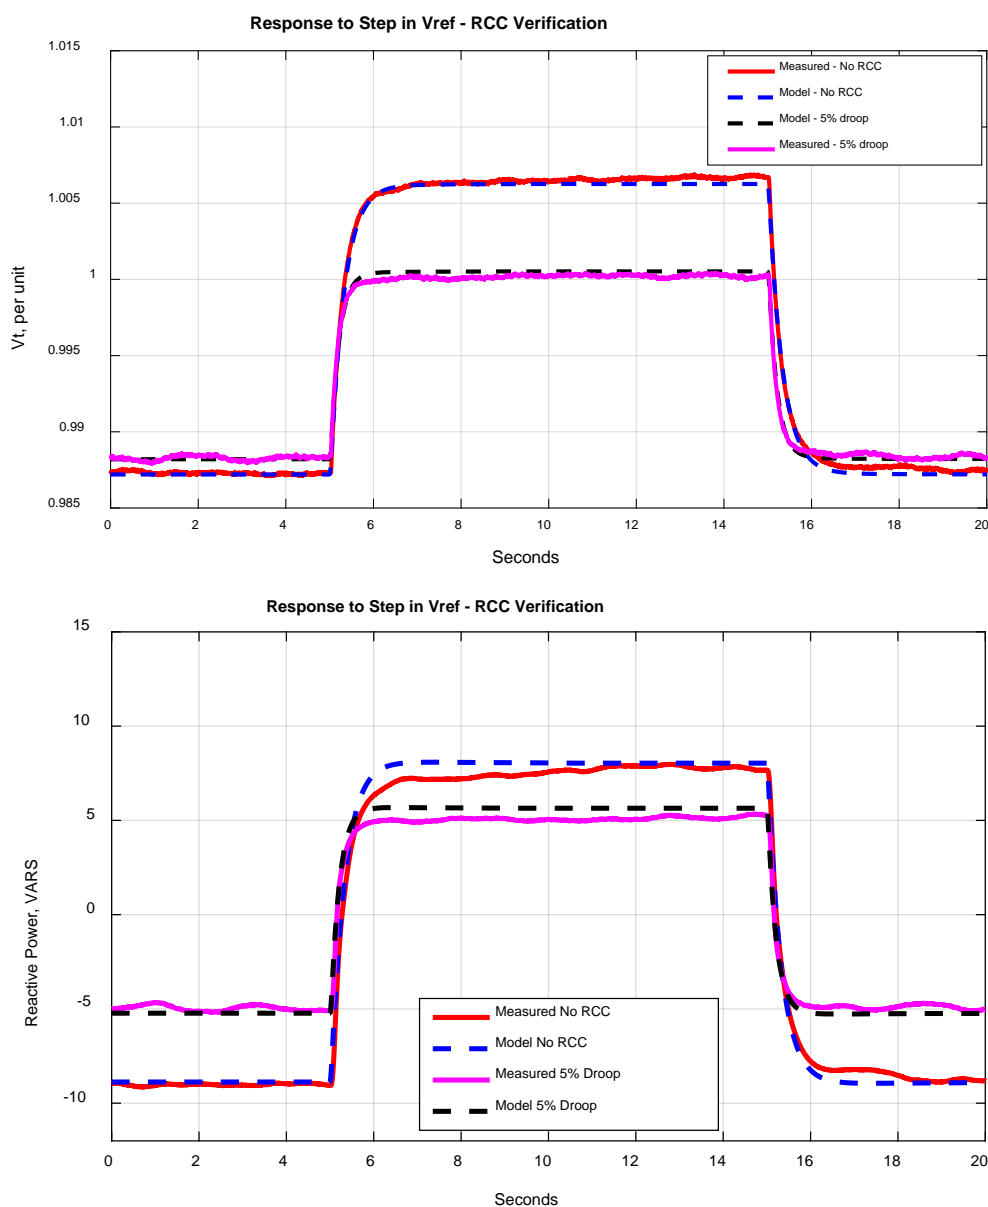 Response to Step in Vref - RCC Verification
1.015
1.01
1.005
1
0.995
0.99
0.985
Vt, per unit
Measured - No RCC
Model - No RCC
Model - 5% droop
Measured - 5% droop
0 2 4 6 8 10 12 14 16 18 20
Seconds
Response to Step in Vref - RCC Verification
15
10
5
0
-5
-10
Reactive Power, VARS
Measured No RCC
Model No RCC
Measured 5% Droop
Model 5% Droop
0 2 4 6 8 10 12 14 16 18 20
Seconds